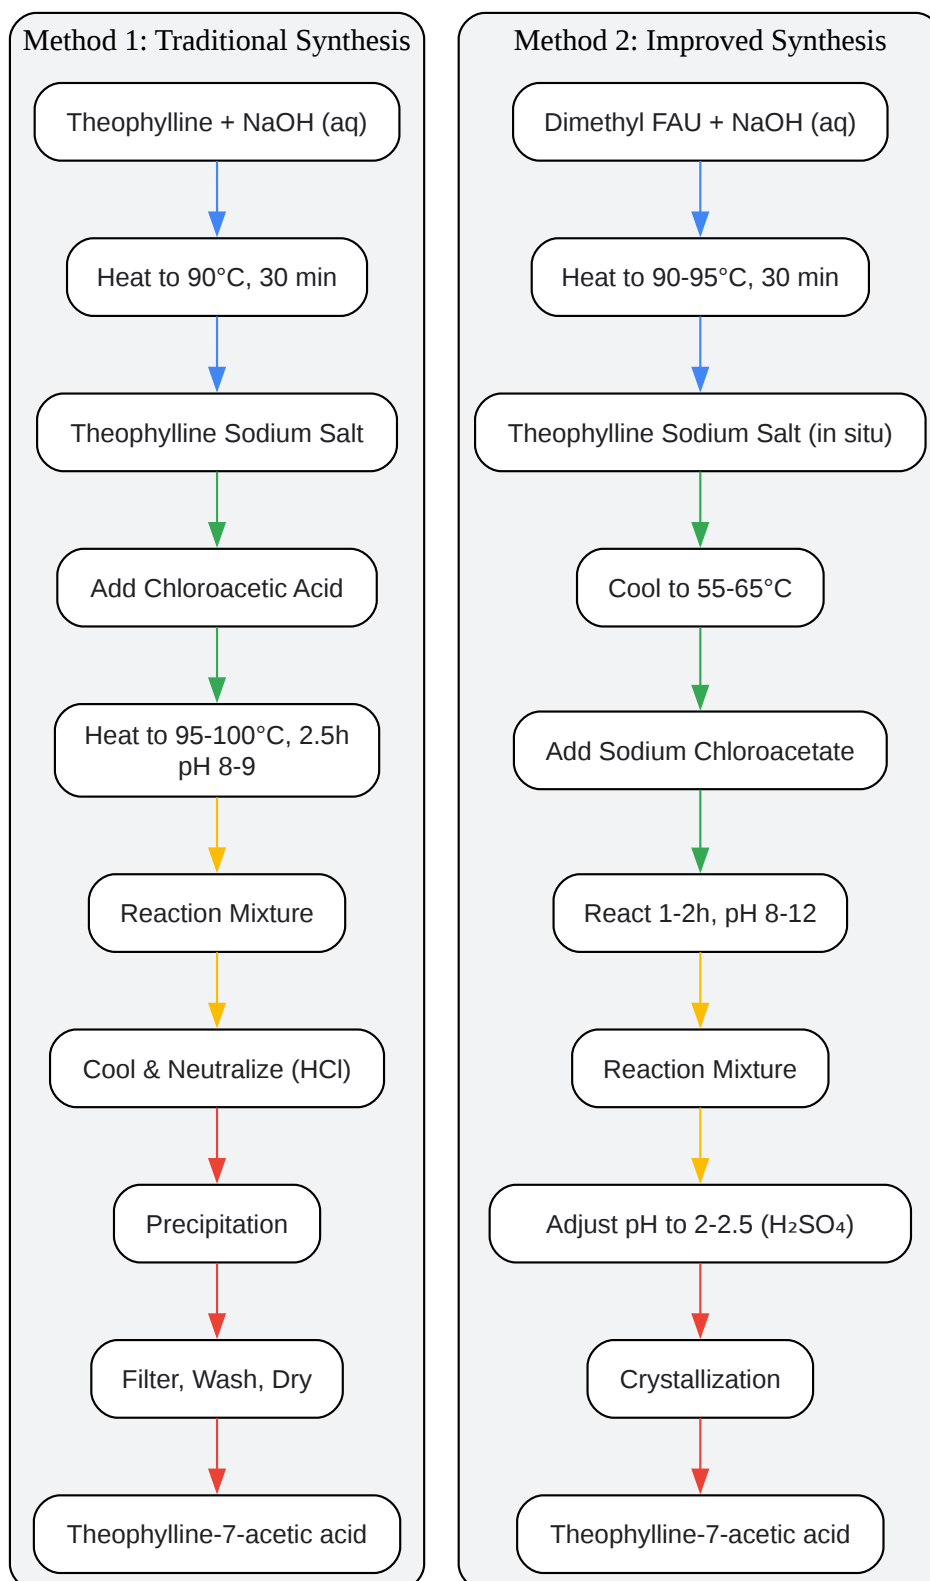 Method 1: Traditional Synthesis
Theophylline + NaOH (aq)
Heat to 90°C, 30 min
Theophylline Sodium Salt
Add Chloroacetic Acid
Heat to 95-100°C, 2.5h
pH 8-9
Reaction Mixture
Cool & Neutralize (HCl)
Precipitation
Filter, Wash, Dry
Theophylline-7-acetic acid
Method 2: Improved Synthesis
Dimethyl FAU + NaOH (aq)
Heat to 90-95°C, 30 min
Theophylline Sodium Salt (in situ)
Cool to 55-65°C
Add Sodium Chloroacetate
React 1-2h, pH 8-12
Reaction Mixture
Adjust pH to 2-2.5 (H₂SO₄)
Crystallization
Theophylline-7-acetic acid